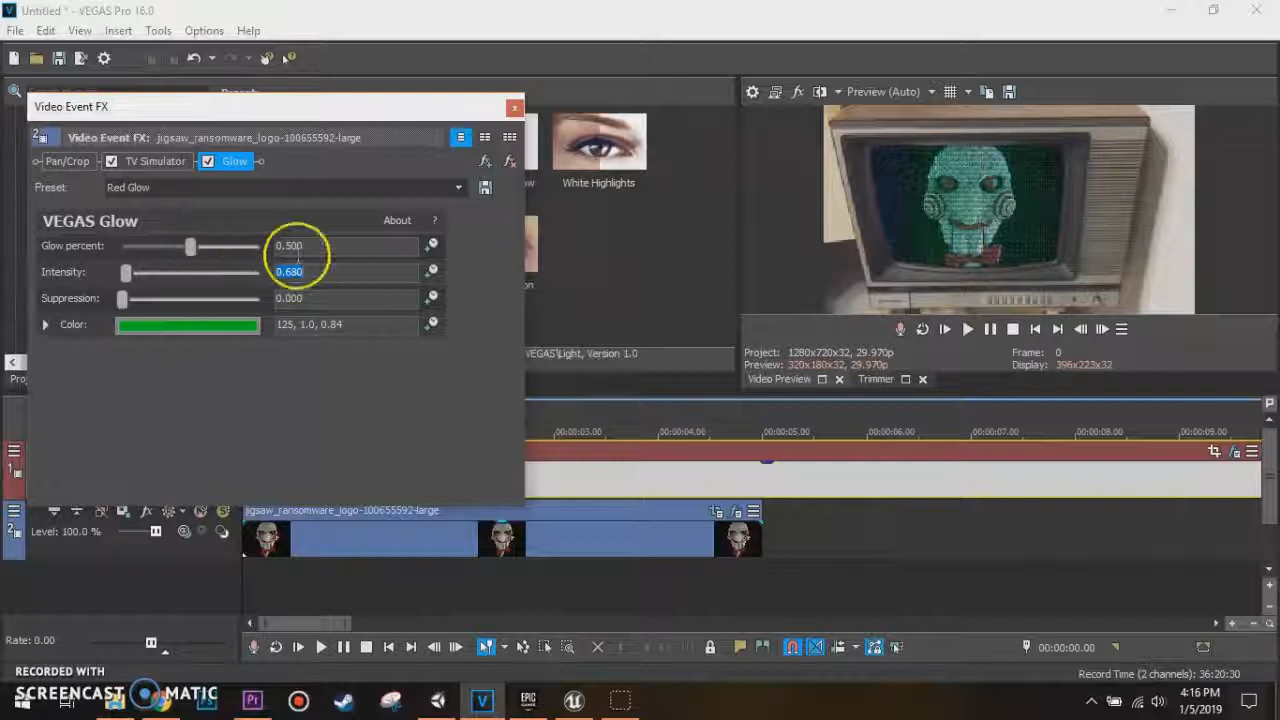 Untitled * - VEGAS Pro 16.0
File Edit View Insert Tools Options Help
Video Event FX
Video Event FX: jigsaw_ransomware_logo-100655592-large
Pan/Crop TV Simulator Glow
Preset: Red Glow
VEGAS Glow About ?
Glow percent: 0.500
Intensity: 0.680
Suppression: 0.000
Color: 125, 1.0, 0.84
White Highlights
VEGAS\Light, Version 1.0
Preview (Auto)
Project: 1280x720x32, 29.970p Frame: 0
Preview: 320x180x32, 29.970p Display: 396x223x32
Video Preview Trimmer
00:00:03.00 00:00:04.00 00:00:05.00 00:00:06.00 00:00:07.00 00:00:08.00 00:00:09.00
1
jigsaw_ransomware_logo-100655592-large
2
Level: 100.0 %
Rate: 0.00
00:00:00.00
Record Time (2 channels): 36:20:30
RECORDED WITH
SCREENCAST MATIC
4:16 PM
1/5/2019